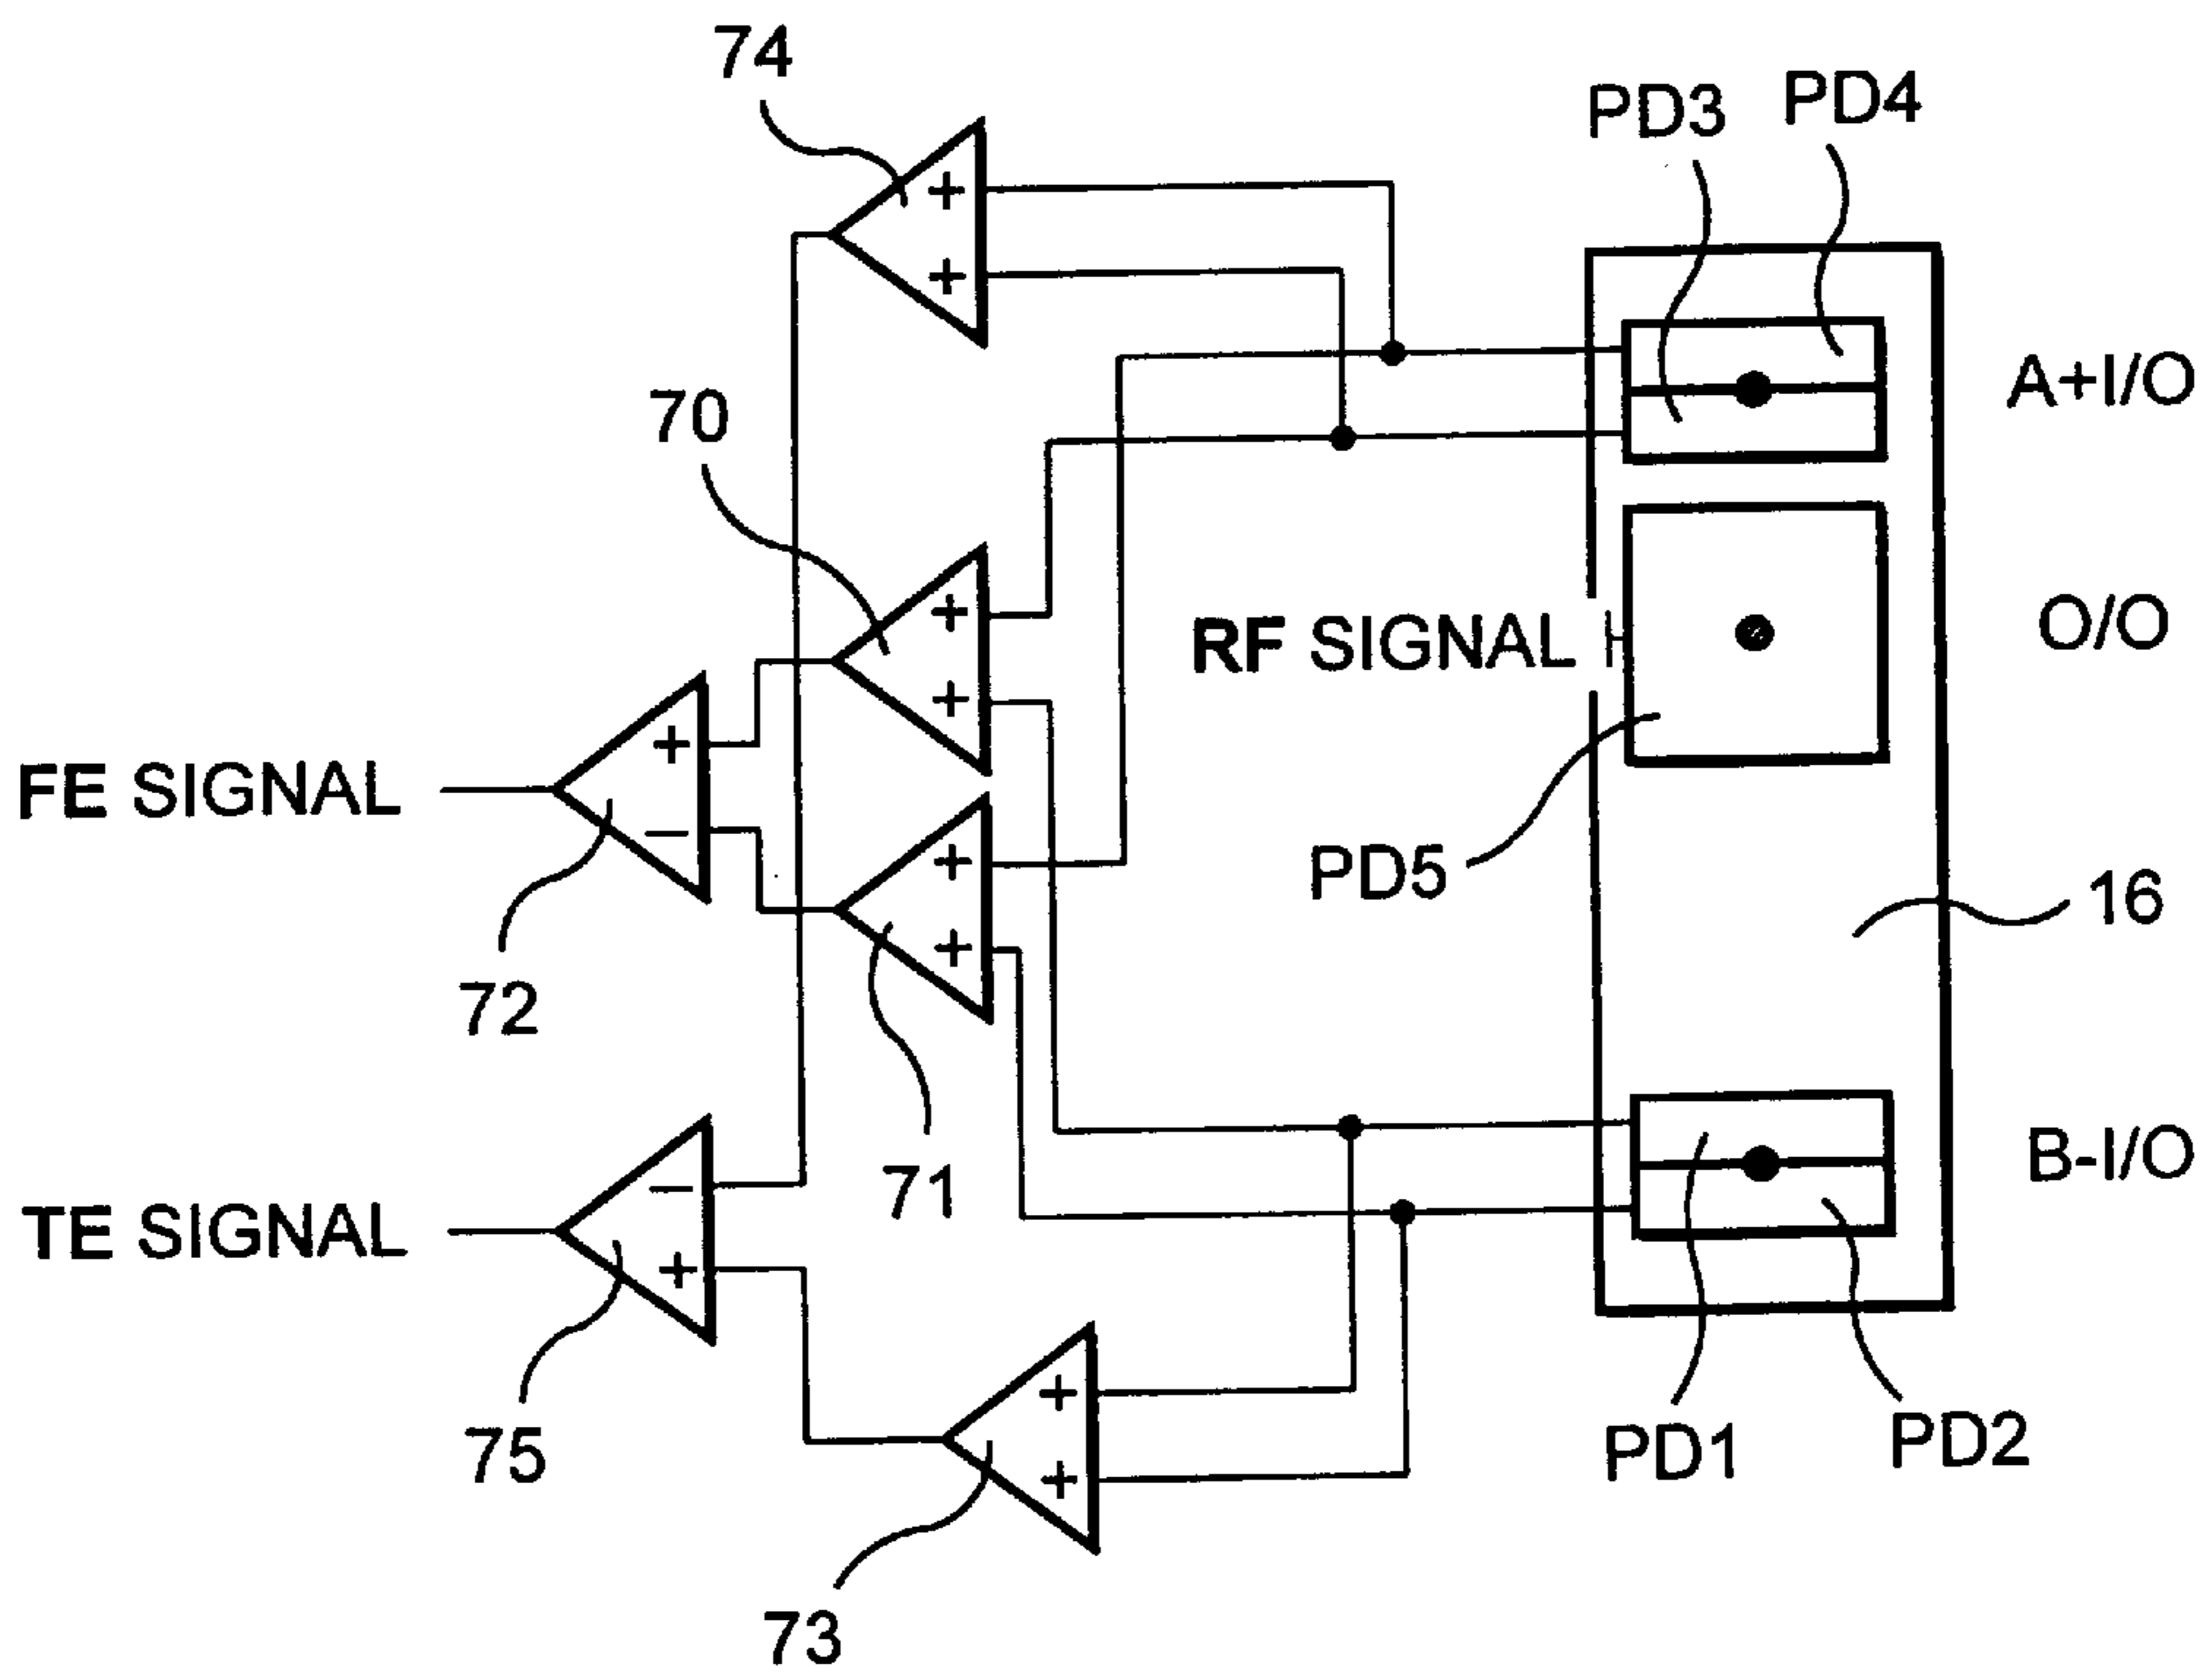 74
PD3
PD4
A+I/O
70
RF SIGNAL
O/O
FE SIGNAL
PD5
16
72
71
B-I/O
TE SIGNAL
75
PD1
PD2
73
+
+
+
+
+
−
+
+
−
+
+
+